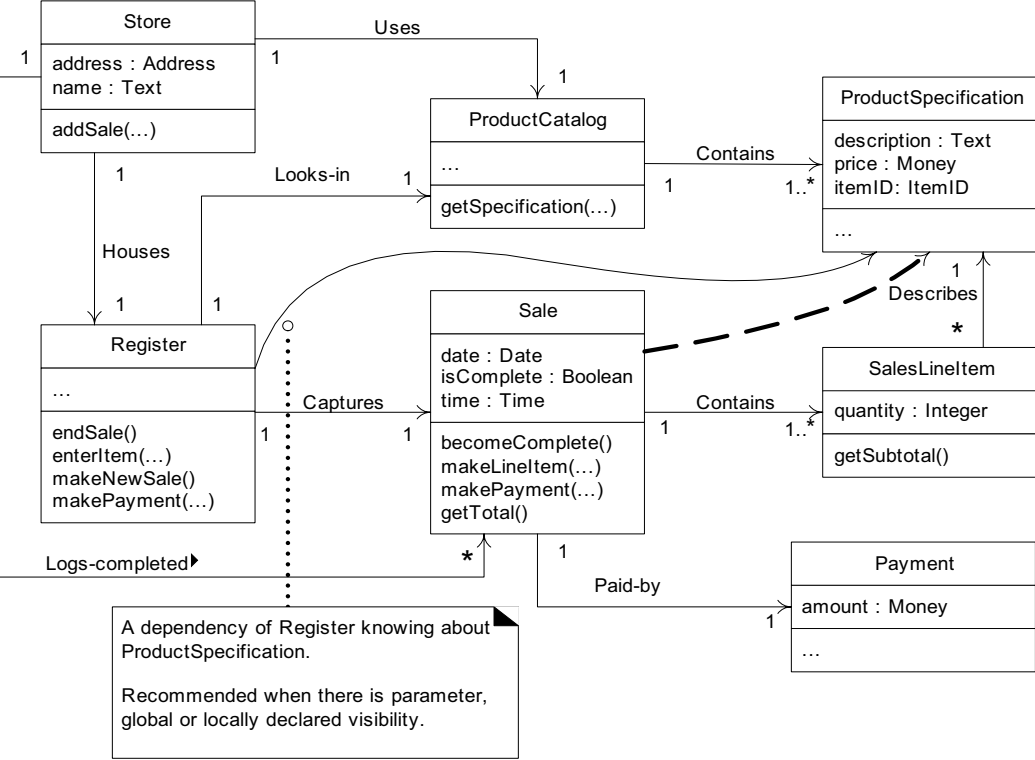 Store
address : Address
name : Text
addSale(...)
1
Uses
1
1
ProductCatalog
...
getSpecification(...)
Contains
1
1..*
ProductSpecification
description : Text
price : Money
itemID: ItemID
...
1
Houses
1
Looks-in
1
1
Register
...
endSale()
enterItem(...)
makeNewSale()
makePayment(...)
Captures
1
1
Sale
date : Date
isComplete : Boolean
time : Time
becomeComplete()
makeLineItem(...)
makePayment(...)
getTotal()
1
Describes
*
Contains
1
1..*
SalesLineItem
quantity : Integer
getSubtotal()
Logs-completed
*
1
Paid-by
1
Payment
amount : Money
...
A dependency of Register knowing about
ProductSpecification.
Recommended when there is parameter,
global or locally declared visibility.